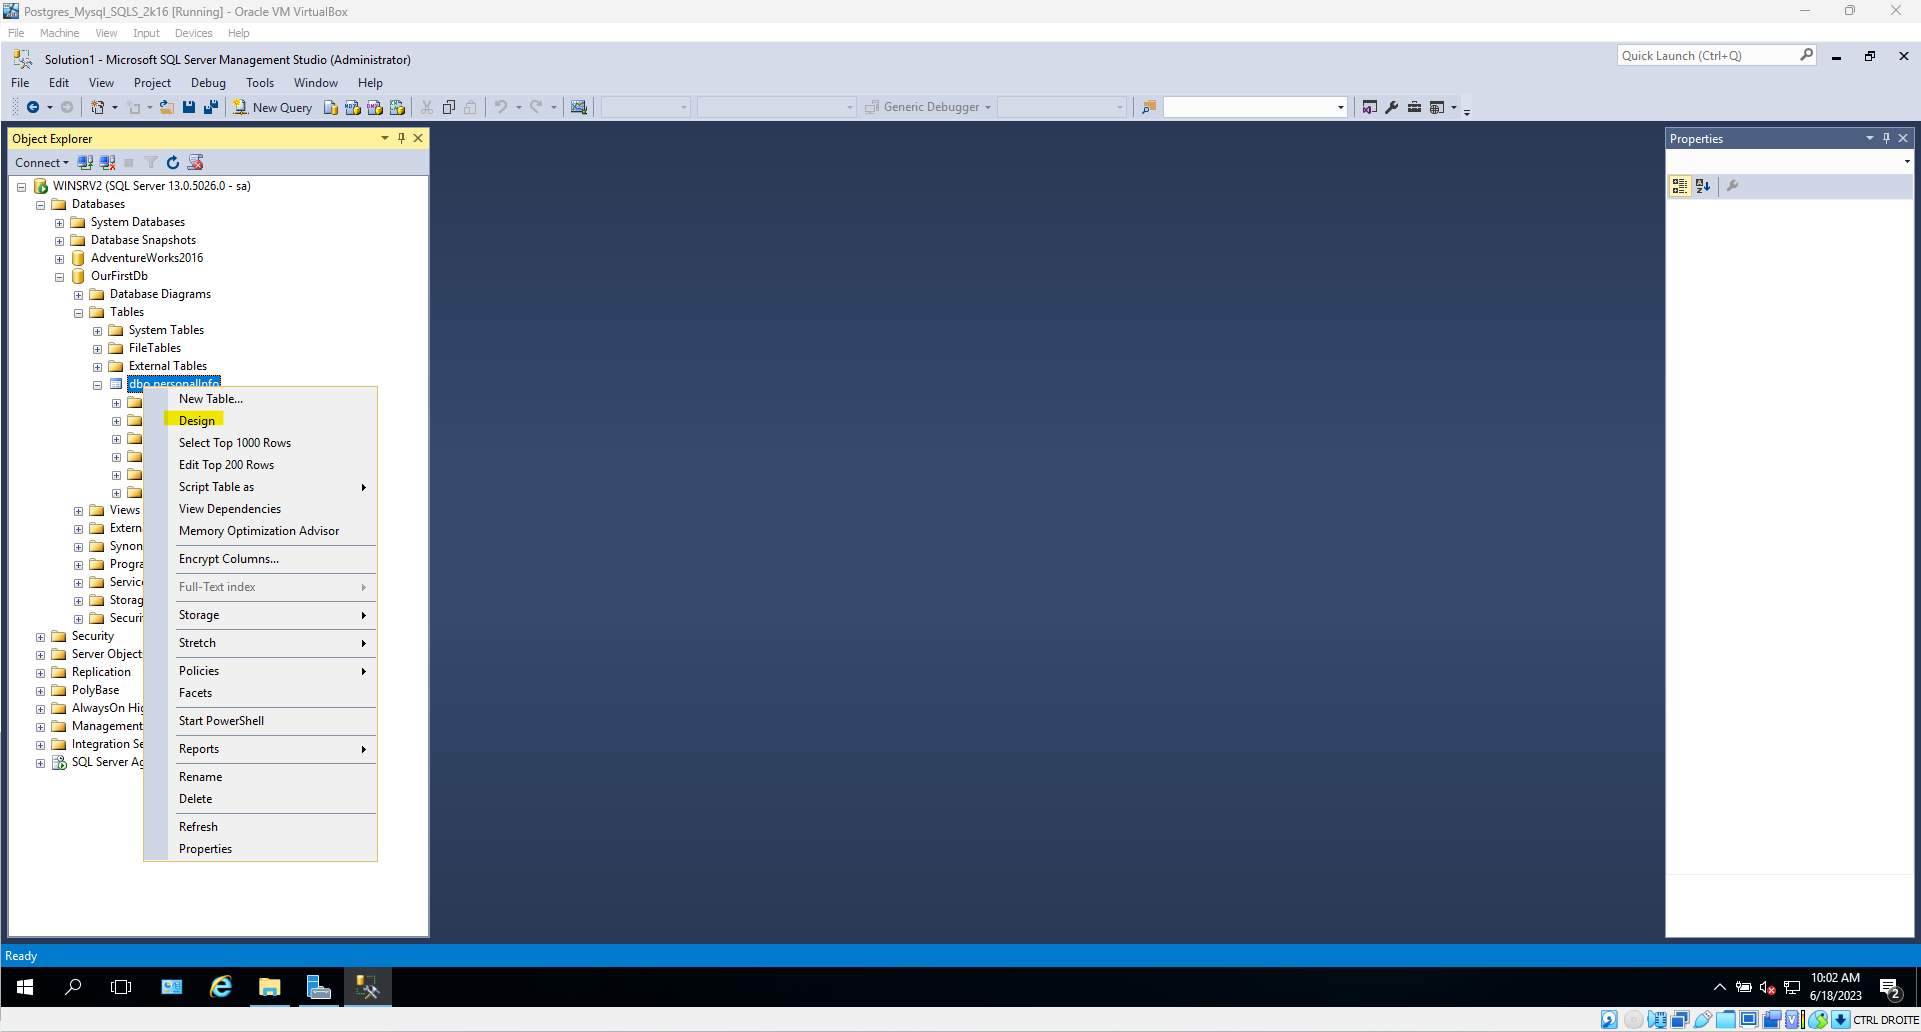 Postgres_Mysql_SQLS_2k16 [Running] - Oracle VM VirtualBox
File Machine View Input Devices Help
Solution1 - Microsoft SQL Server Management Studio (Administrator)
Quick Launch (Ctrl+Q)
File Edit View Project Debug Tools Window Help
New Query
Generic Debugger
Object Explorer
Properties
Connect
WINSRV2 (SQL Server 13.0.5026.0 - sa)
Databases
System Databases
Database Snapshots
AdventureWorks2016
OurFirstDb
Database Diagrams
Tables
System Tables
FileTables
External Tables
dbo.personalInfo
New Table...
Design
Select Top 1000 Rows
Edit Top 200 Rows
Script Table as
View Dependencies
Memory Optimization Advisor
Encrypt Columns...
Full-Text index
Storage
Stretch
Policies
Facets
Start PowerShell
Reports
Rename
Delete
Refresh
Properties
Views
Extern
Synon
Progra
Servic
Storag
Securi
Security
Server Object
Replication
PolyBase
AlwaysOn Hig
Management
Integration Se
SQL Server Ag
Ready
10:02 AM
6/18/2023
2
CTRL DROITE